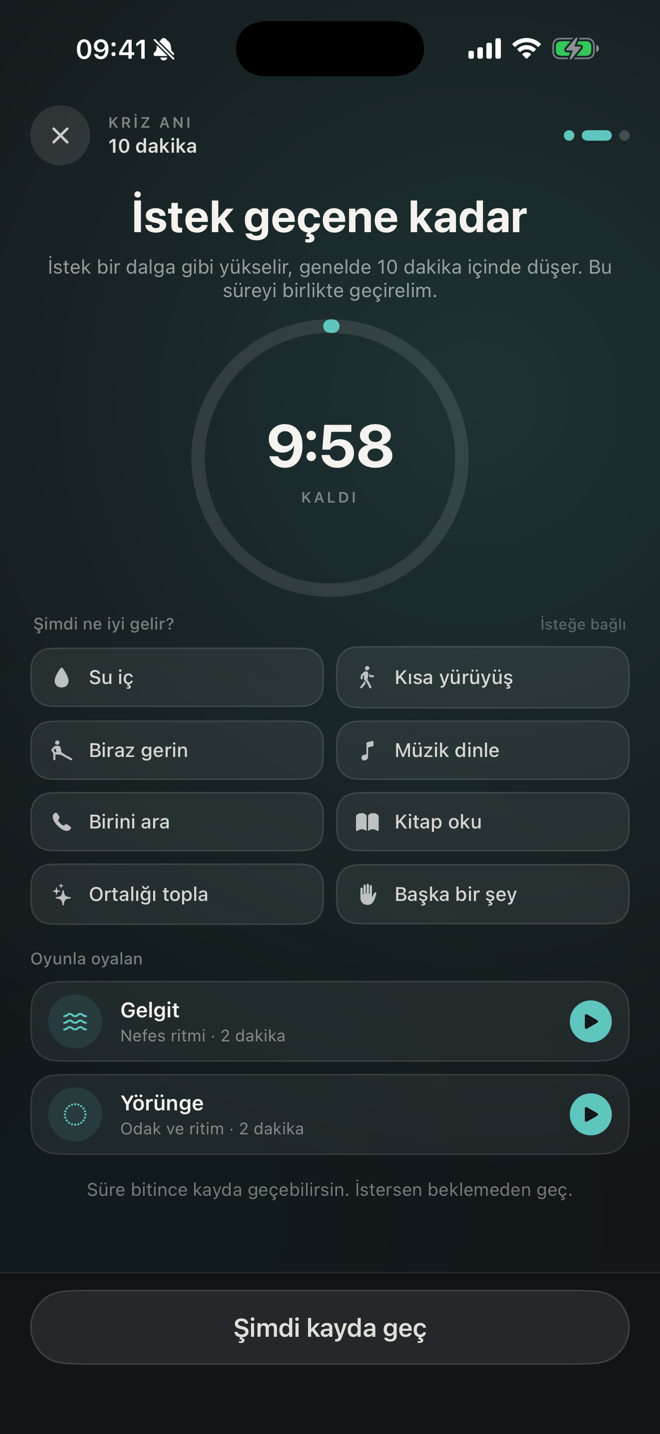 09:41
KRİZ ANI
10 dakika
İstek geçene kadar
İstek bir dalga gibi yükselir, genelde 10 dakika içinde düşer. Bu
süreyi birlikte geçirelim.
9:58
KALDI
Şimdi ne iyi gelir?
İsteğe bağlı
Su iç
Kısa yürüyüş
Biraz gerin
Müzik dinle
Birini ara
Kitap oku
Ortalığı topla
Başka bir şey
Oyunla oyalan
Gelgit
Nefes ritmi · 2 dakika
Yörünge
Odak ve ritim · 2 dakika
Süre bitince kayda geçebilirsin. İstersen beklemeden geç.
Şimdi kayda geç